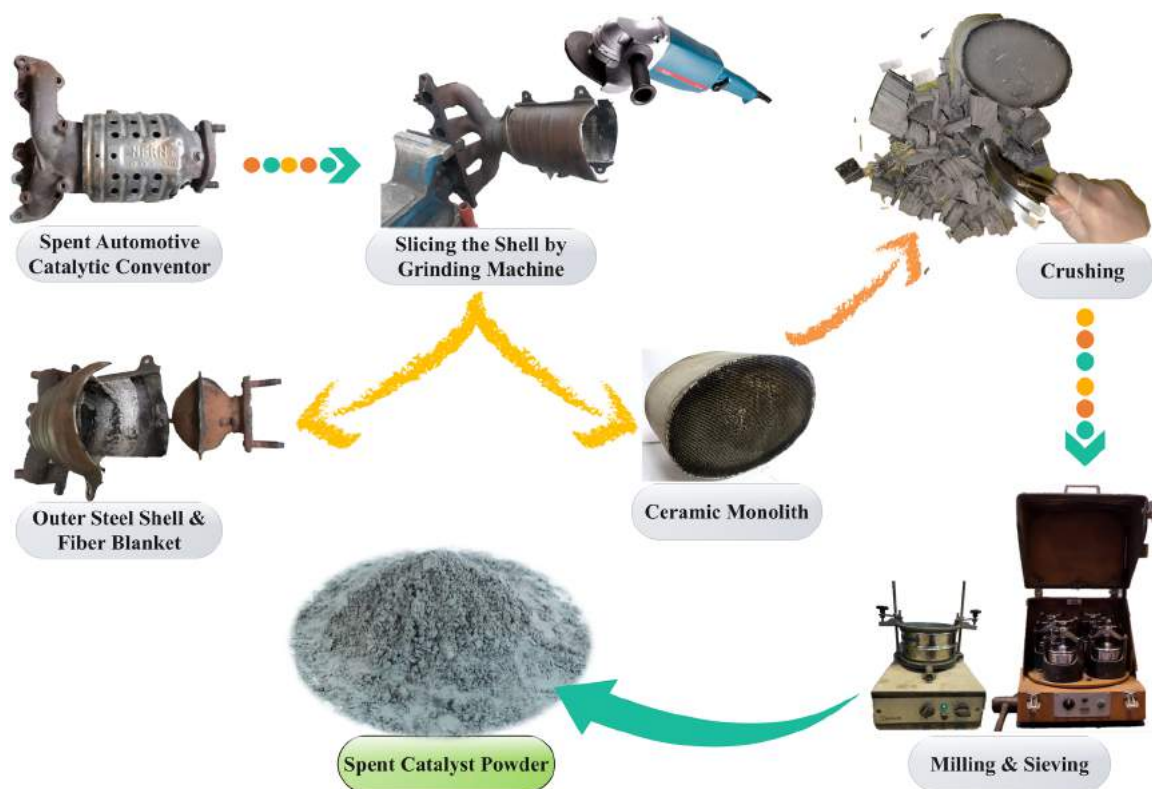 Spent Automotive
Catalytic Conventor
Slicing the Shell by
Grinding Machine
Crushing
Outer Steel Shell &
Fiber Blanket
Ceramic Monolith
Spent Catalyst Powder
Milling & Sieving